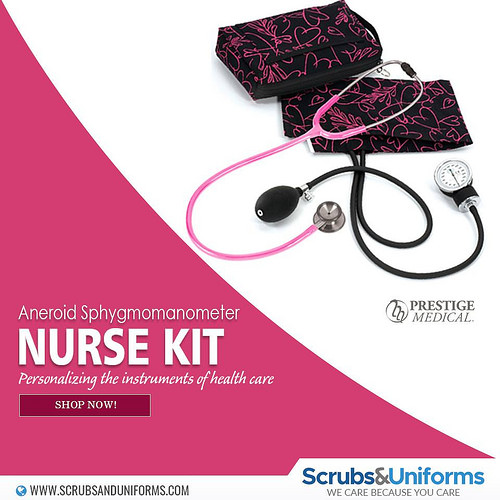 PRESTIGE
MEDICAL.
Aneroid Sphygmomanometer
NURSE KIT
Personalizing the instruments of health care
SHOP NOW!
Scrubs&Uniforms
WE CARE BECAUSE YOU CARE
WWW.SCRUBSANDUNIFORMS.COM